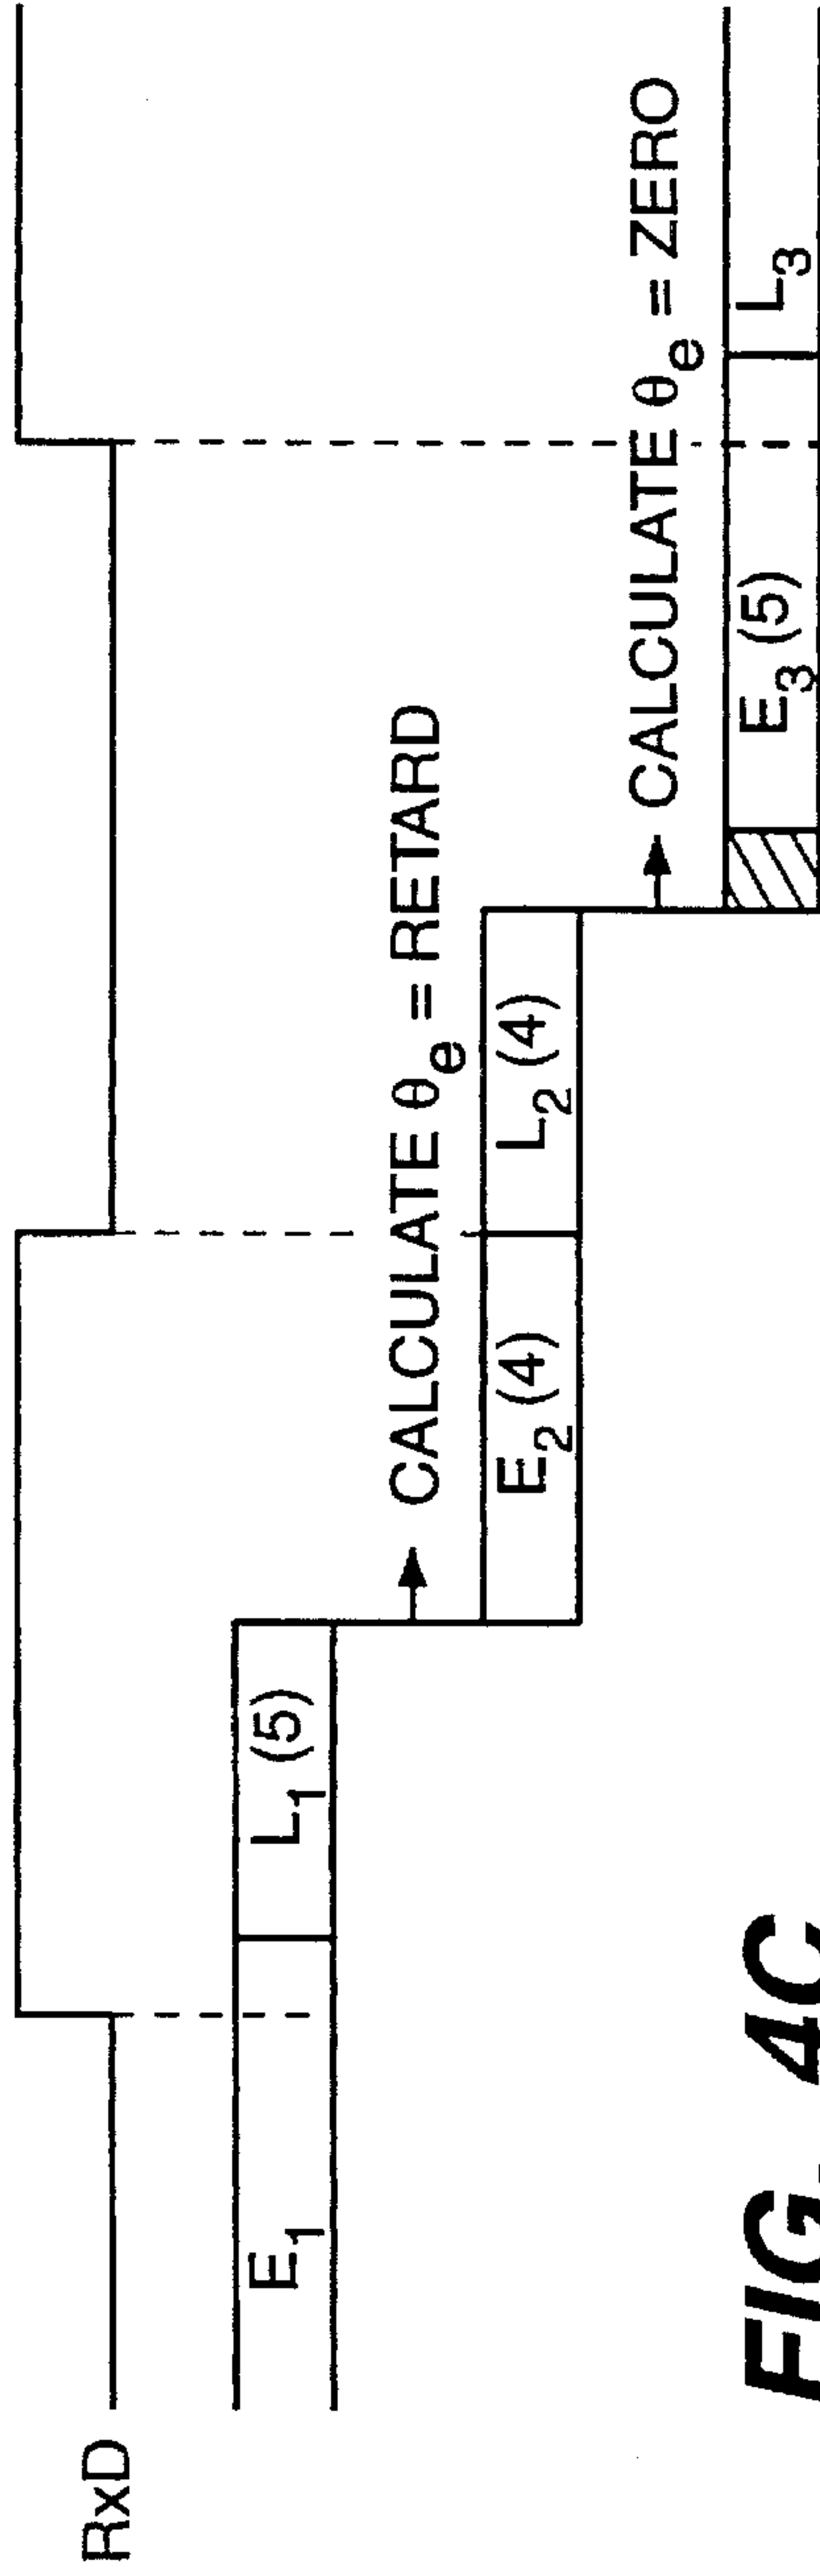 RxD
E₁
L₁ (5)
CALCULATE θₑ = RETARD
E₂ (4)
L₂ (4)
CALCULATE θₑ = ZERO
E₃ (5)
L₃
FIG. 4C